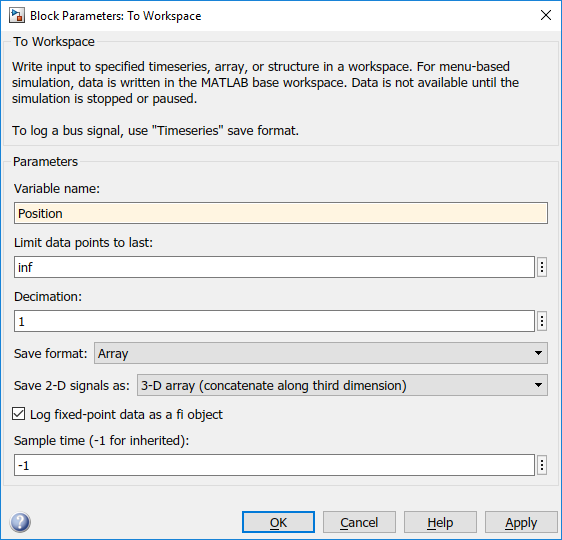 Block Parameters: To Workspace
To Workspace
Write input to specified timeseries, array, or structure in a workspace. For menu-based
simulation, data is written in the MATLAB base workspace. Data is not available until the
simulation is stopped or paused.
To log a bus signal, use "Timeseries" save format.
Parameters
Variable name:
Position
Limit data points to last:
inf
Decimation:
1
Save format: Array
Save 2-D signals as: 3-D array (concatenate along third dimension)
Log fixed-point data as a fi object
Sample time (-1 for inherited):
-1
? OK Cancel Help Apply